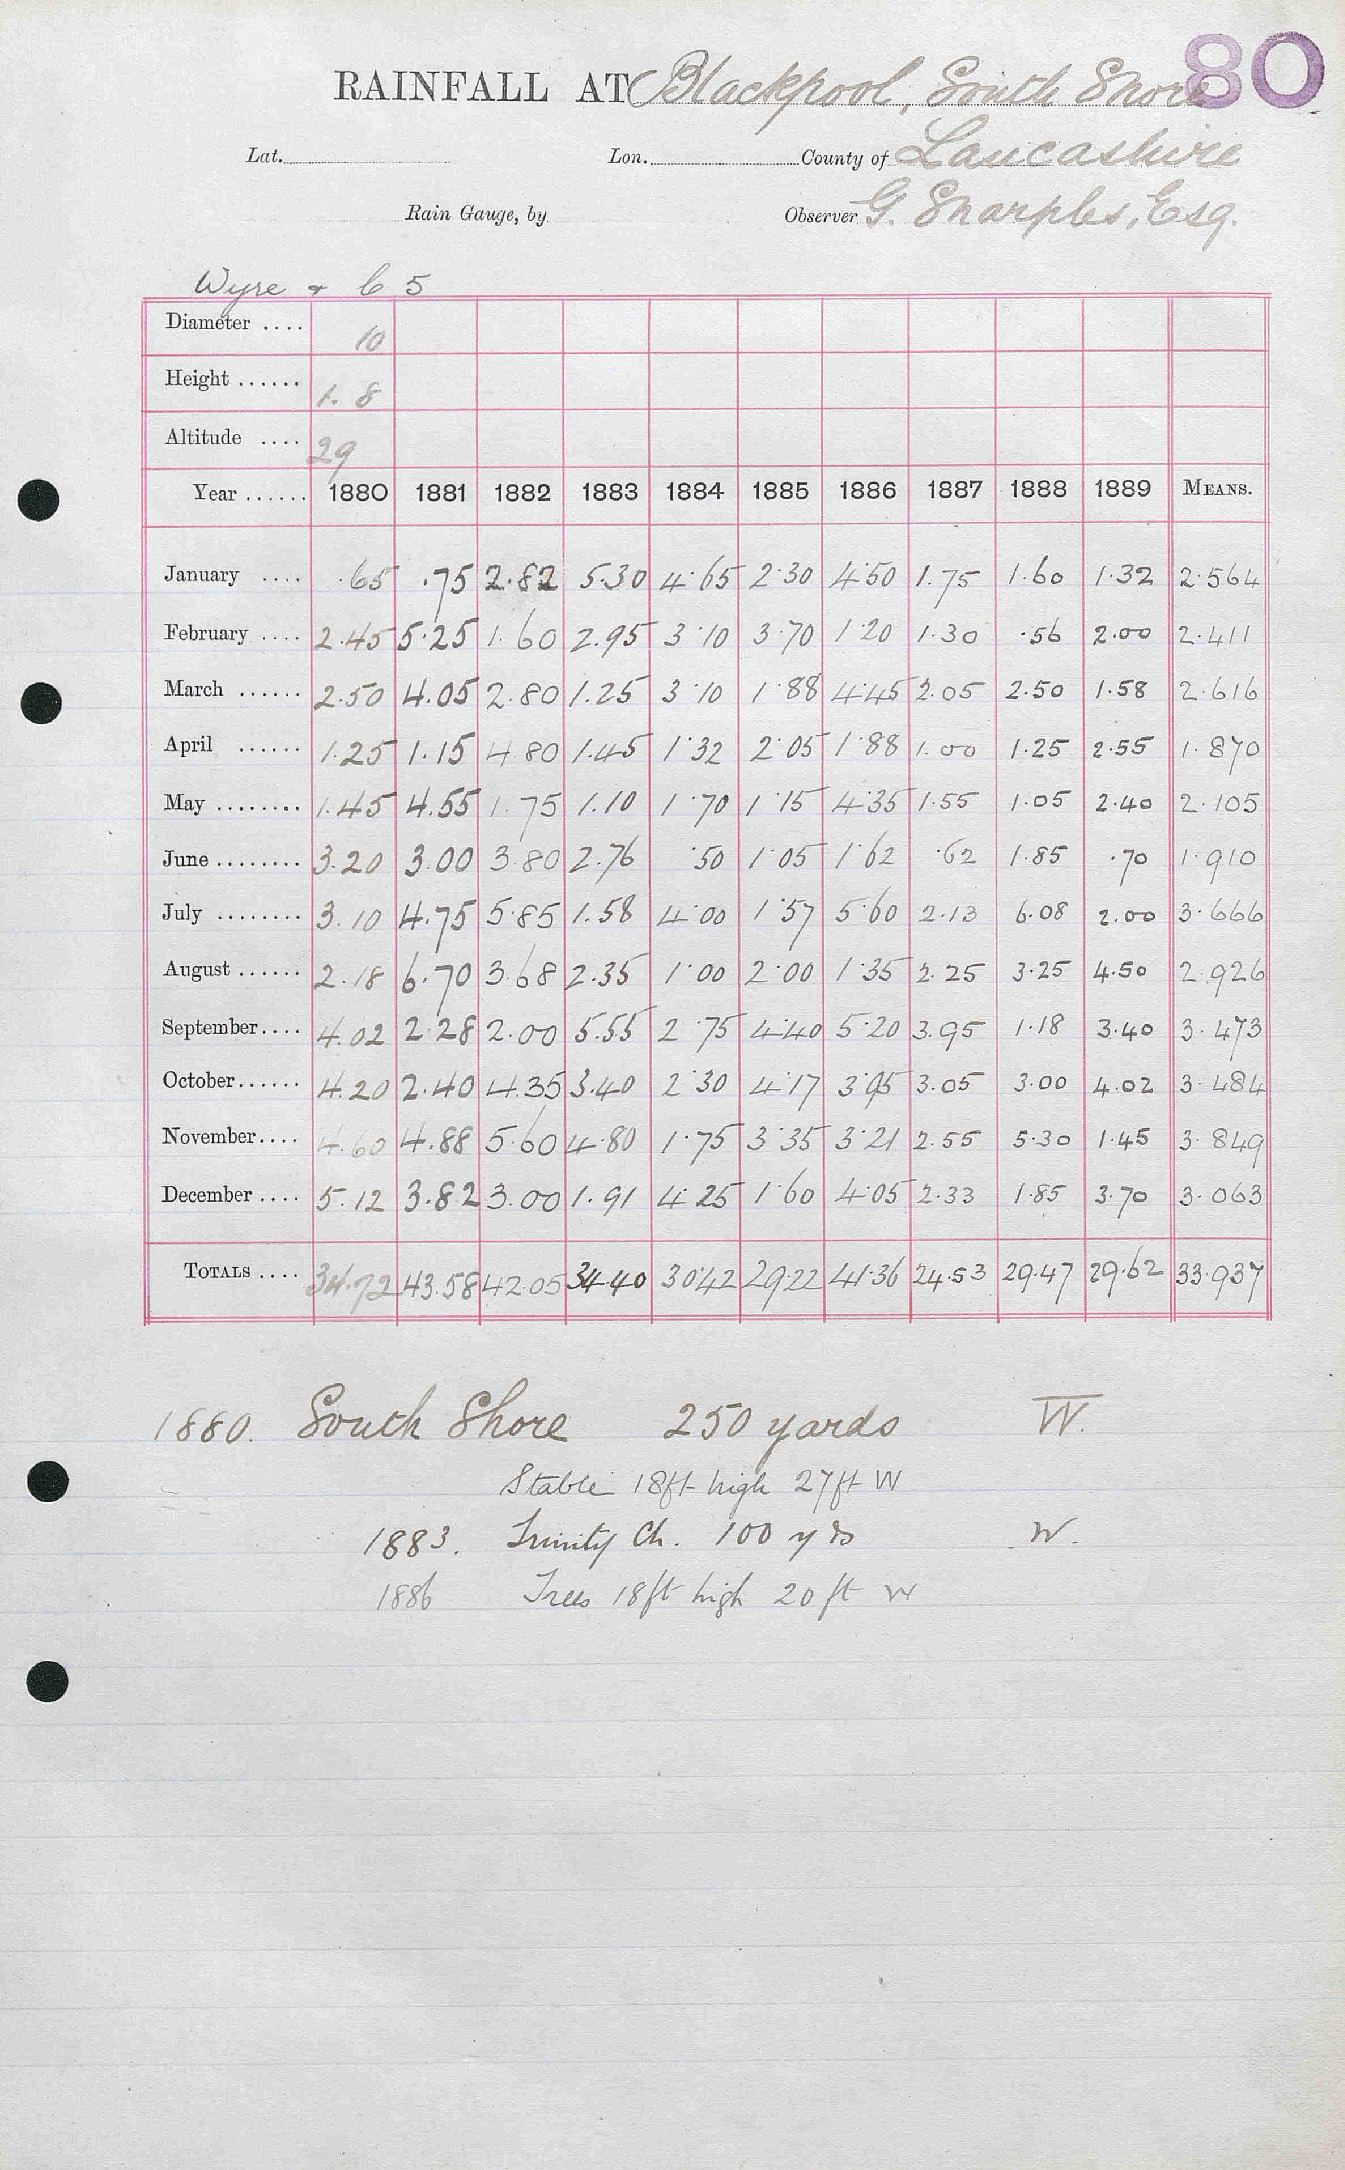 80
RAINFALL AT Blackpool, South Shore
Lat. Lon. County of Lancashire
Rain Gauge, by Observer G. Sharples, Esq.
Wyre + C 5
Diameter .... 10
Height ...... 1. 8
Altitude .... 29
Year ...... 1880 1881 1882 1883 1884 1885 1886 1887 1888 1889 MEANS.
January .... .65 .75 2.82 5.30 4.65 2.30 4.50 1.75 1.60 1.32 2.564
February .... 2.45 5.25 1.60 2.95 3.10 3.70 1.20 1.30 .56 2.00 2.411
March ...... 2.50 4.05 2.80 1.25 3.10 1.88 4.45 2.05 2.50 1.58 2.616
April ...... 1.25 1.15 4.80 1.45 1.32 2.05 1.88 1.00 1.25 2.55 1.870
May ........ 1.45 4.55 1.75 1.10 1.70 1.15 4.35 1.55 1.05 2.40 2.105
June ........ 3.20 3.00 3.80 2.76 .50 1.05 1.62 .62 1.85 .70 1.910
July ........ 3.10 4.75 5.85 1.58 4.00 1.57 5.60 2.13 6.08 2.00 3.666
August ...... 2.18 6.70 3.68 2.35 1.00 2.00 1.35 2.25 3.25 4.50 2.926
September .... 4.02 2.28 2.00 5.55 2.75 4.40 5.20 3.95 1.18 3.40 3.473
October ...... 4.20 2.40 4.35 3.40 2.30 4.17 3.95 3.05 3.00 4.02 3.484
November .... 4.60 4.88 5.60 4.80 1.75 3.35 3.21 2.55 5.30 1.45 3.849
December .... 5.12 3.82 3.00 1.91 4.25 1.60 4.05 2.33 1.85 3.70 3.063
TOTALS .... 34.72 43.58 42.05 34.40 30.42 29.22 41.36 24.53 29.47 29.62 33.937
1880. South Shore 250 yards W.
Stable 18ft high 27ft W
1883. Trinity Ch. 100 yds W.
1886 Trees 18ft high 20 ft W